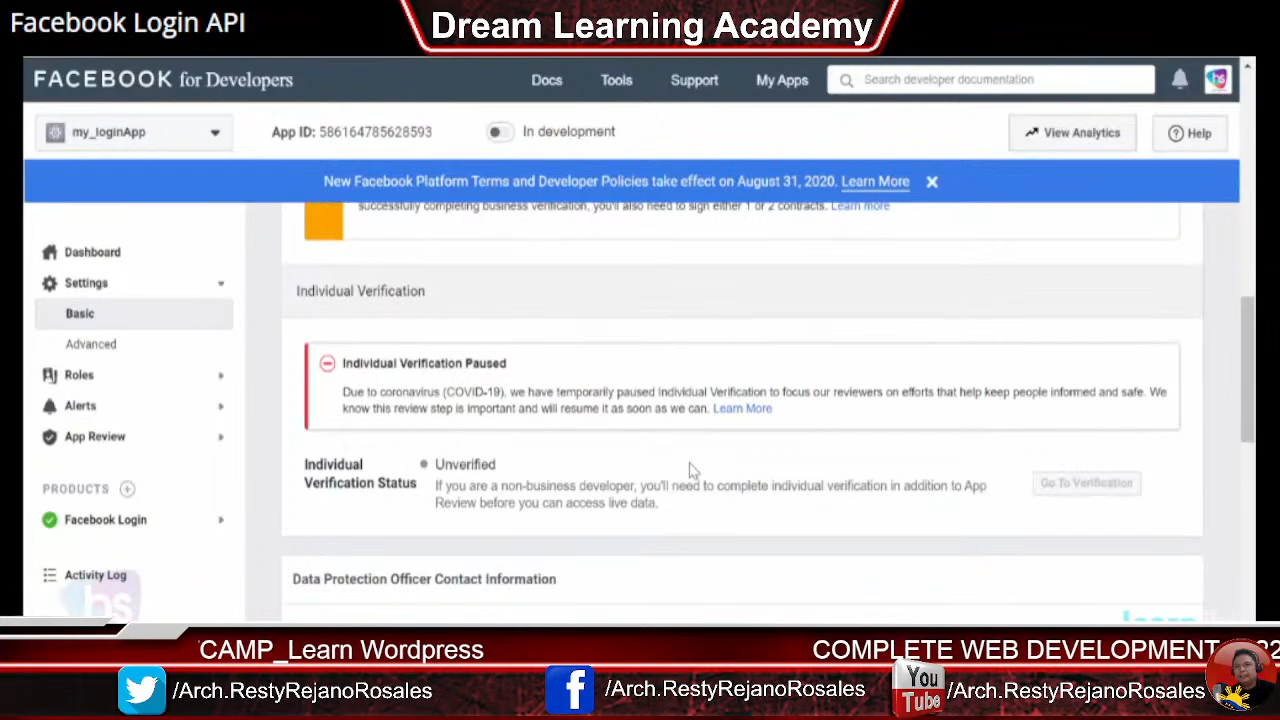 Facebook Login API
Dream Learning Academy
FACEBOOK for Developers
Docs
Tools
Support
My Apps
Search developer documentation
my_loginApp
App ID: 586164785628593
In development
View Analytics
Help
New Facebook Platform Terms and Developer Policies take effect on August 31, 2020. Learn More
successfully completing business verification, you'll also need to sign either 1 or 2 contracts. Learn more
Dashboard
Settings
Basic
Advanced
Roles
Alerts
App Review
PRODUCTS
Facebook Login
Activity Log
Individual Verification
Individual Verification Paused
Due to coronavirus (COVID-19), we have temporarily paused Individual Verification to focus our reviewers on efforts that help keep people informed and safe. We
know this review step is important and will resume it as soon as we can. Learn More
Individual
Verification Status
Unverified
If you are a non-business developer, you'll need to complete individual verification in addition to App
Review before you can access live data.
Go To Verification
Data Protection Officer Contact Information
bs
CAMP_Learn Wordpress
COMPLETE WEB DEVELOPMENT
/Arch.RestyRejanoRosales
/Arch.RestyRejanoRosales
You
Tube
/Arch.RestyRejanoRosales